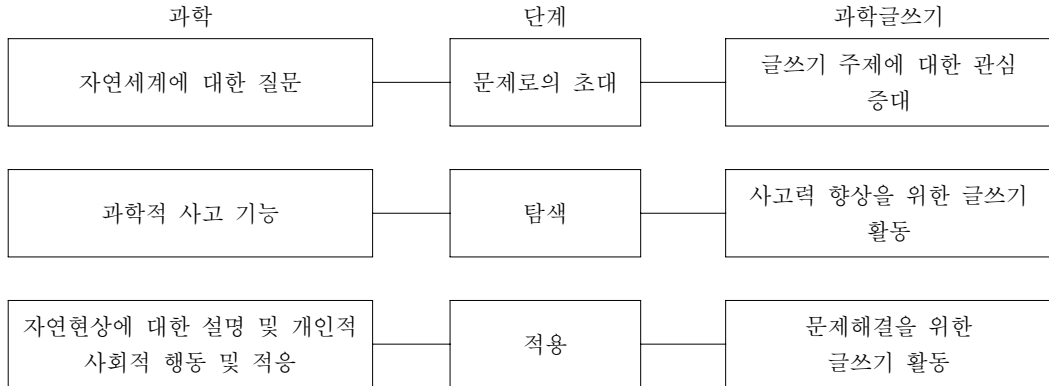 과학 단계 과학글쓰기
자연세계에 대한 질문 문제로의 초대 글쓰기 주제에 대한 관심
증대
과학적 사고 기능 탐색 사고력 향상을 위한 글쓰기
활동
자연현상에 대한 설명 및 개인적
사회적 행동 및 적응
적용
문제해결을 위한
글쓰기 활동